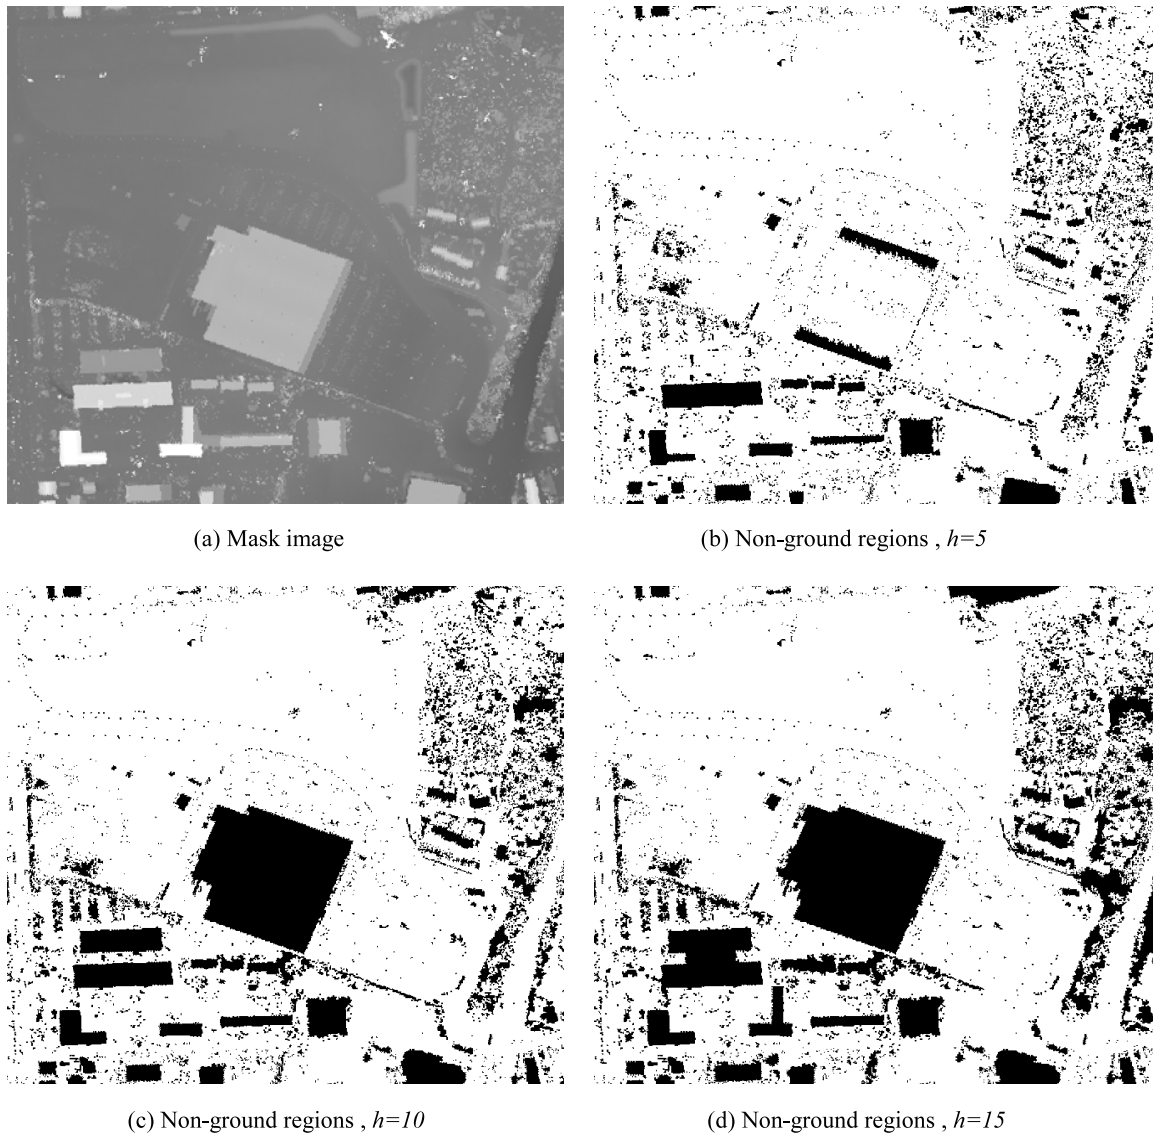 (a) Mask image
(b) Non-ground regions , h=5
(c) Non-ground regions , h=10
(d) Non-ground regions , h=15